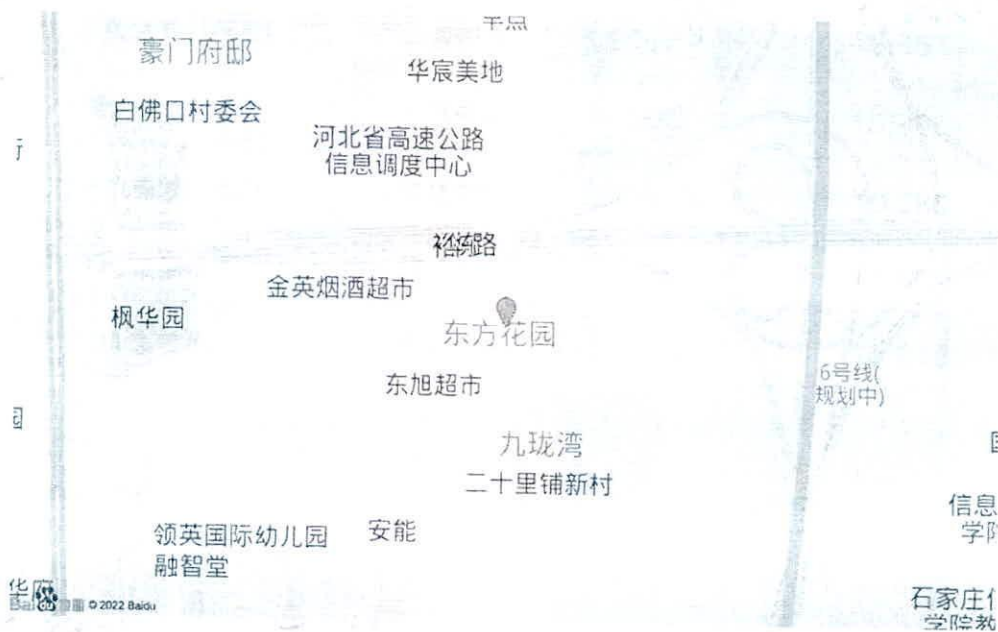 豪门府邸
华宸美地
白佛口村委会
河北省高速公路
信息调度中心
金英烟酒超市
枫华园
东方花园
东旭超市
6号线(
规划中)
九珑湾
二十里铺新村
信息
领英国际幼儿园
安能
融智堂
石家庄
© 2022 Baidu